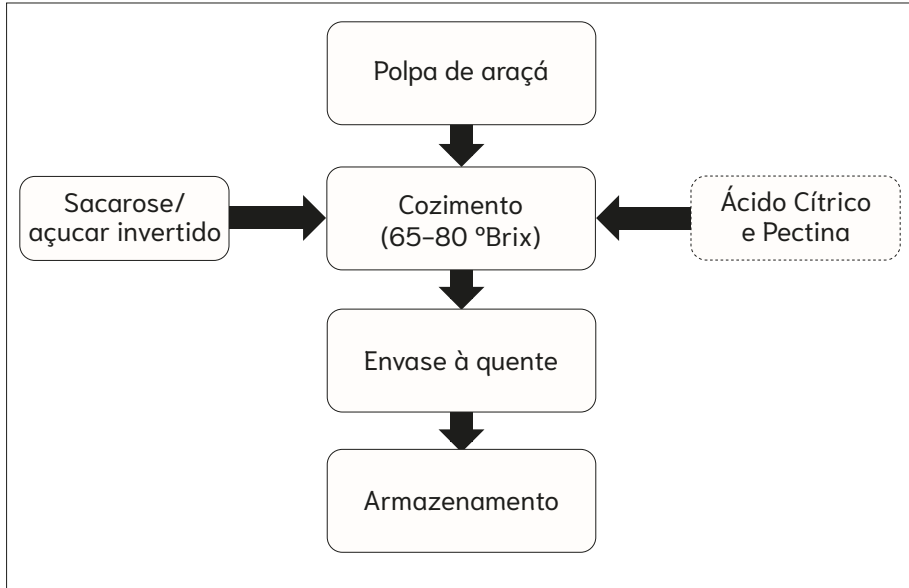 Polpa de araçá
Sacarose/
açucar invertido
Cozimento
(65-80 ºBrix)
Ácido Cítrico
e Pectina
Envase à quente
Armazenamento